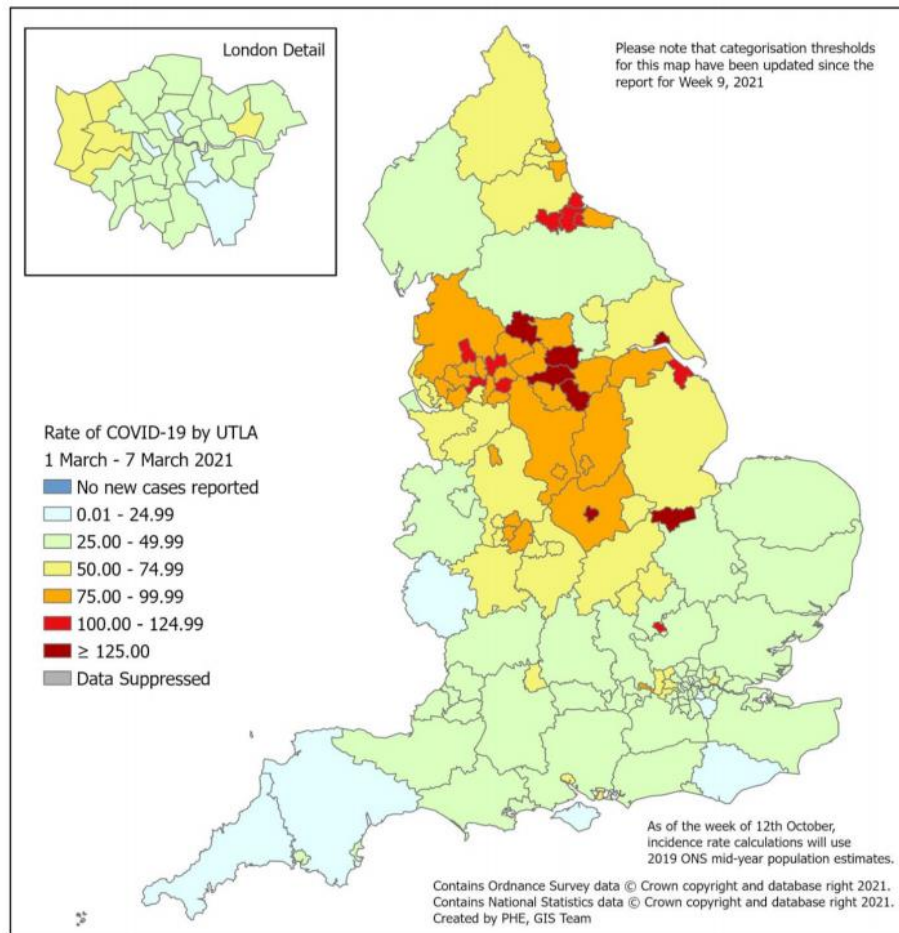 London Detail
Please note that categorisation thresholds
for this map have been updated since the
report for Week 9, 2021
Rate of COVID-19 by UTLA
1 March - 7 March 2021
No new cases reported
0.01 - 24.99
25.00 - 49.99
50.00 - 74.99
75.00 - 99.99
100.00 - 124.99
≥ 125.00
Data Suppressed
As of the week of 12th October,
incidence rate calculations will use
2019 ONS mid-year population estimates.
Contains Ordnance Survey data © Crown copyright and database right 2021.
Contains National Statistics data © Crown copyright and database right 2021.
Created by PHE, GIS Team